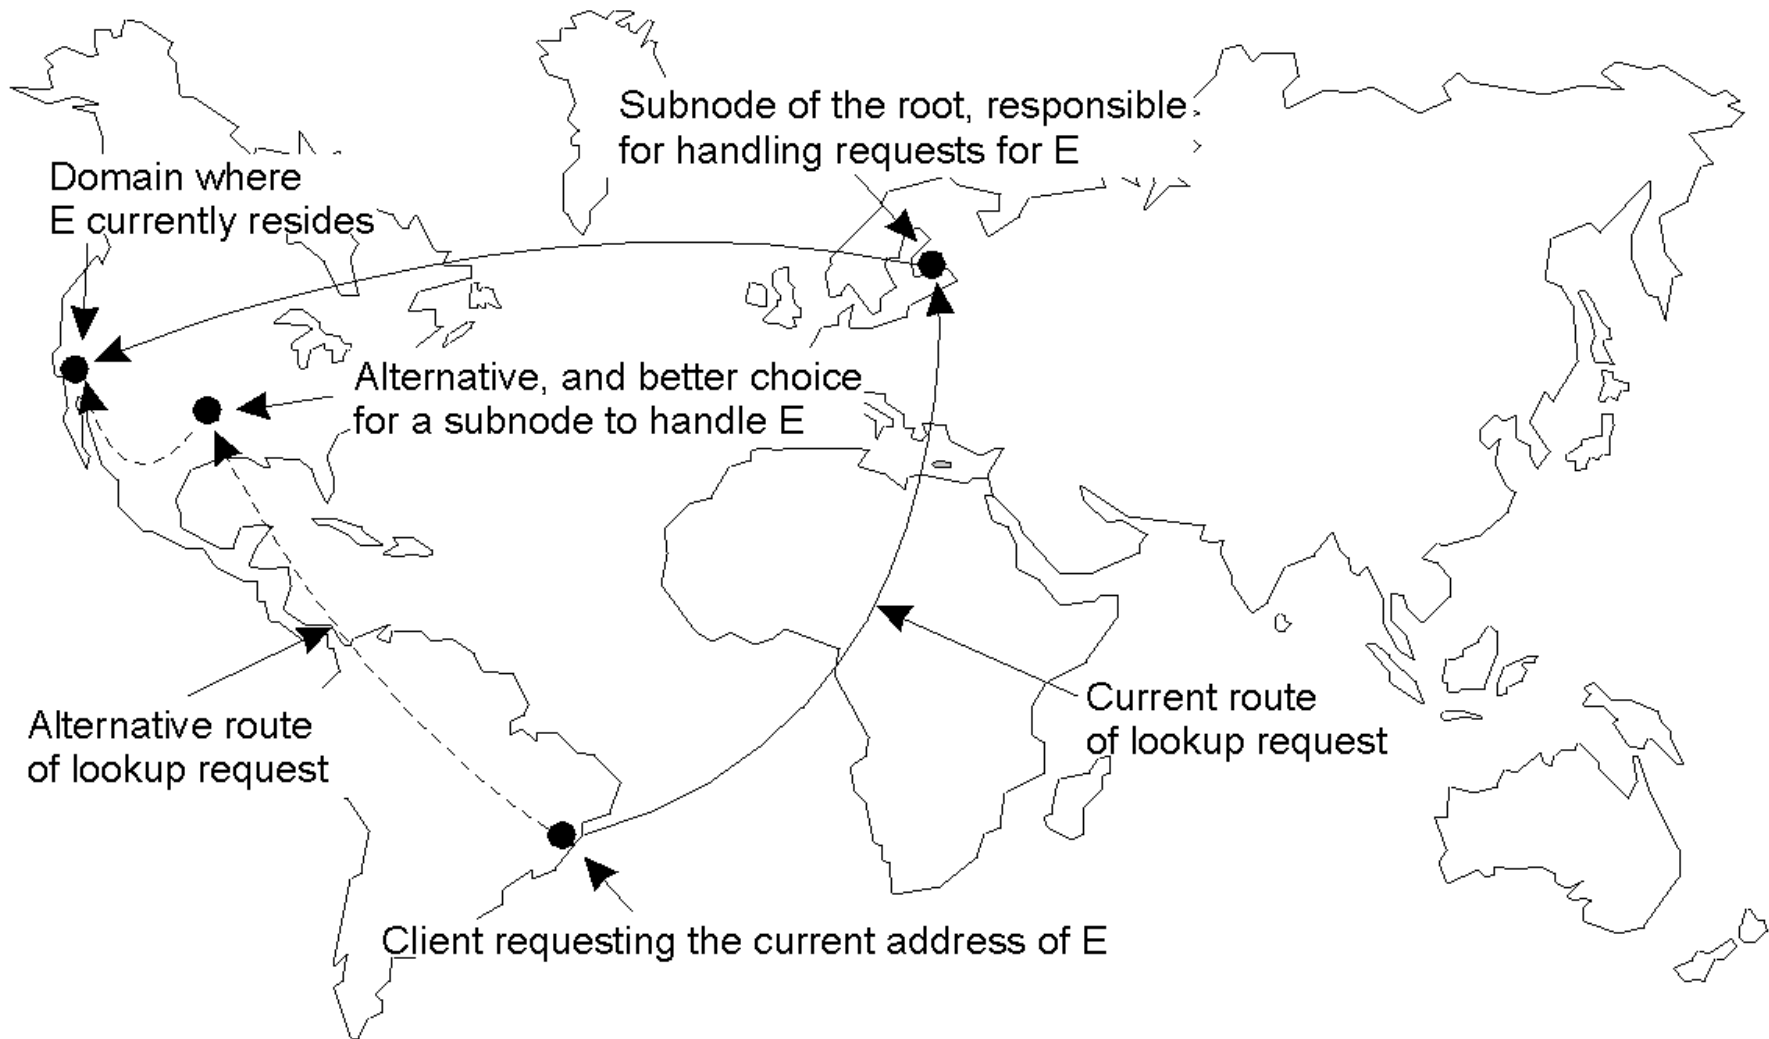 Subnode of the root, responsible
for handling requests for E
Domain where
E currently resides
Alternative, and better choice
for a subnode to handle E
Alternative route
of lookup request
Current route
of lookup request
Client requesting the current address of E